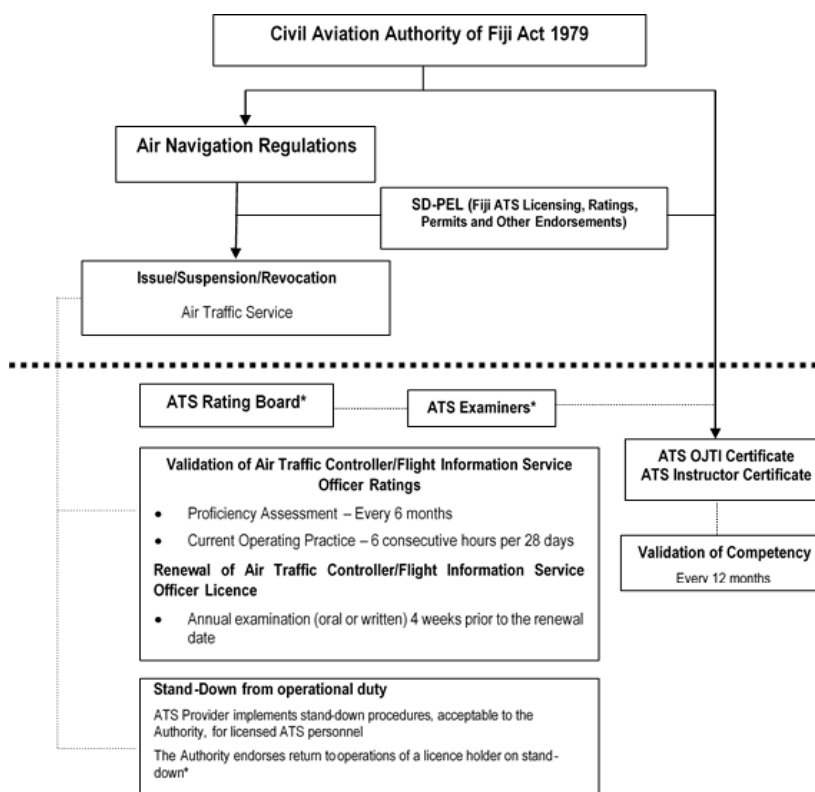 Civil Aviation Authority of Fiji Act 1979
Air Navigation Regulations
SD-PEL (Fiji ATS Licensing, Ratings,
Permits and Other Endorsements)
Issue/Suspension/Revocation
Air Traffic Service
ATS Rating Board*
ATS Examiners*
ATS OJTI Certificate
ATS Instructor Certificate
Validation of Air Traffic Controller/Flight Information Service
Officer Ratings
• Proficiency Assessment – Every 6 months
• Current Operating Practice – 6 consecutive hours per 28 days
Renewal of Air Traffic Controller/Flight Information Service
Officer Licence
• Annual examination (oral or written) 4 weeks prior to the renewal
date
Validation of Competency
Every 12 months
Stand-Down from operational duty
ATS Provider implements stand-down procedures, acceptable to the
Authority, for licensed ATS personnel
The Authority endorses return to operations of a licence holder on stand-
down*